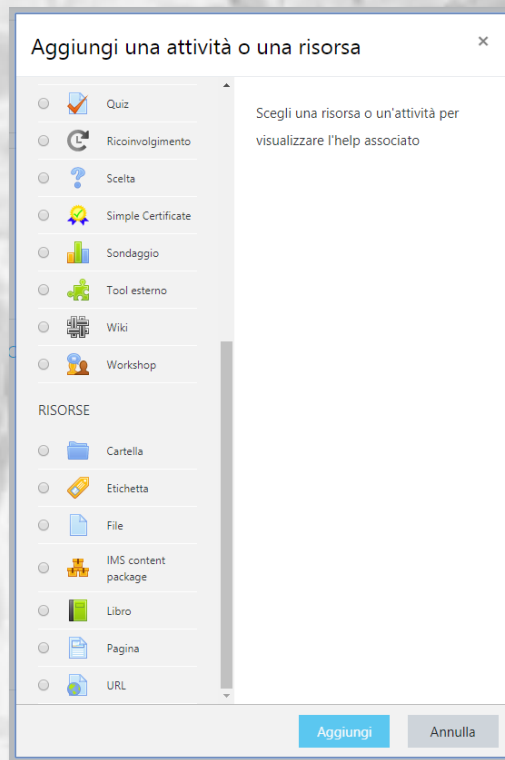 Aggiungi una attività o una risorsa
×
Quiz
Ricoinvolgimento
Scelta
Simple Certificate
Sondaggio
Tool esterno
Wiki
Workshop
RISORSE
Cartella
Etichetta
File
IMS content
package
Libro
Pagina
URL
Scegli una risorsa o un'attività per
visualizzare l'help associato
Aggiungi
Annulla